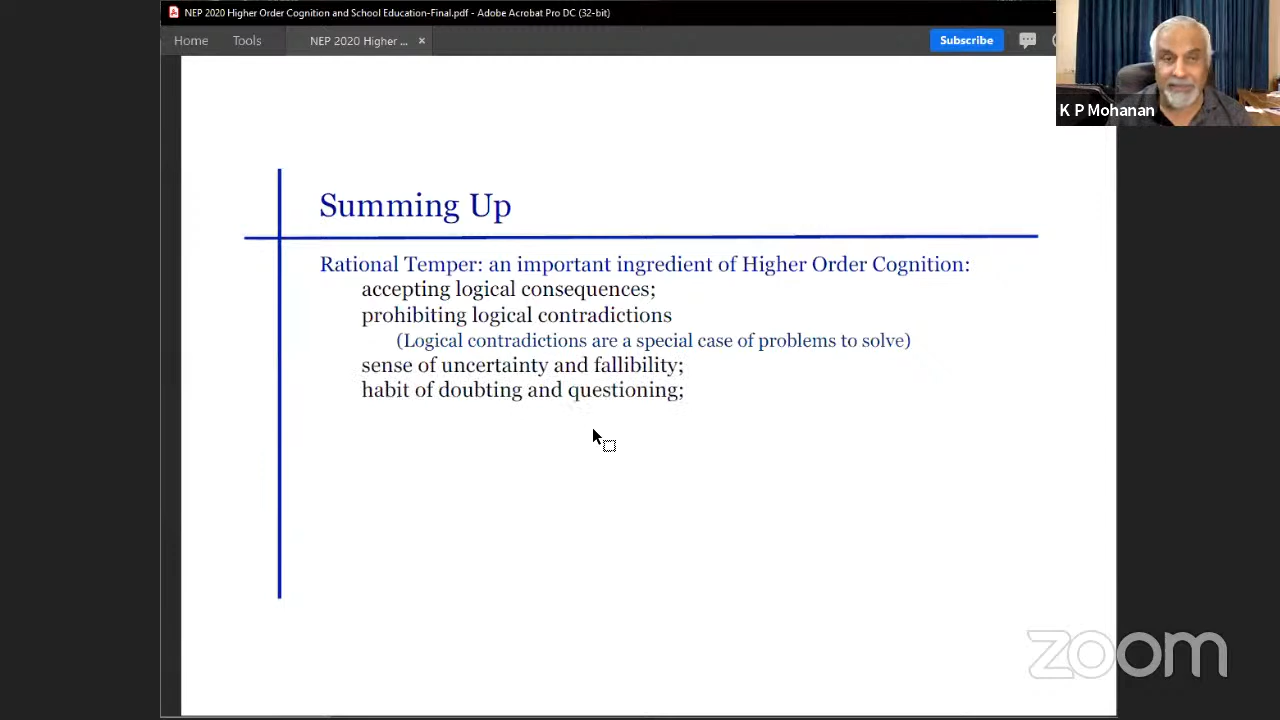 NEP 2020 Higher Order Cognition and School Education-Final.pdf - Adobe Acrobat Pro DC (32-bit)
Home
Tools
NEP 2020 Higher ...
Subscribe
K P Mohanan
Summing Up
Rational Temper: an important ingredient of Higher Order Cognition:
accepting logical consequences;
prohibiting logical contradictions
(Logical contradictions are a special case of problems to solve)
sense of uncertainty and fallibility;
habit of doubting and questioning;
zoom